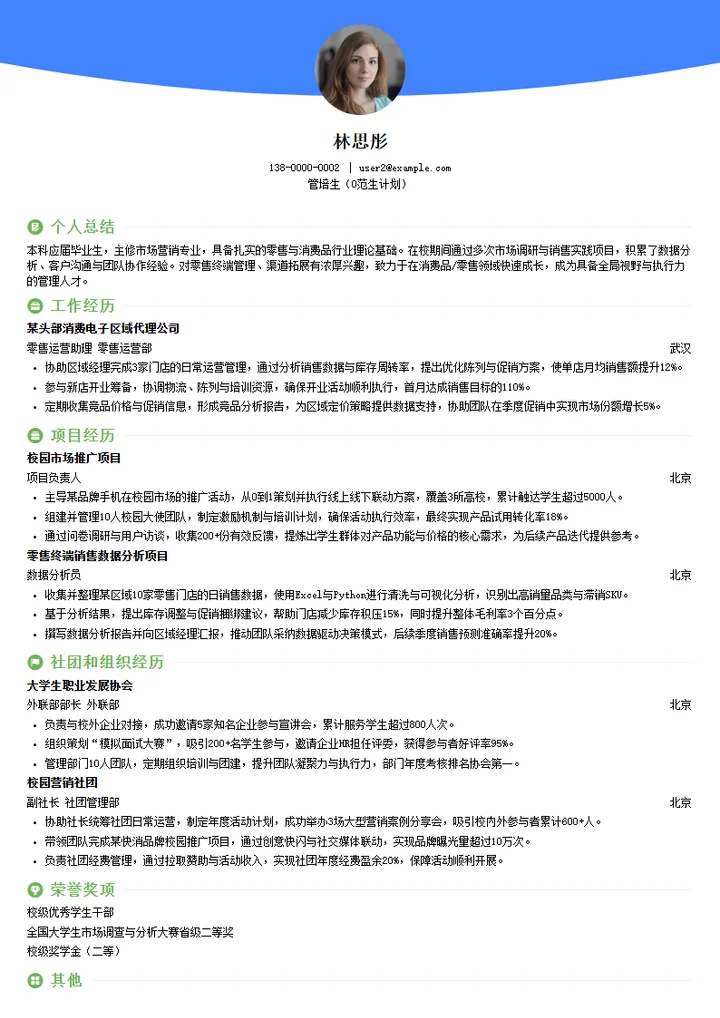 林思彤
138-0000-0002 | user2@example.com
管培生（O范生计划）
个人总结
本科应届毕业生，主修市场营销专业，具备扎实的零售与消费品行业理论基础。在校期间通过多次市场调研与销售实践项目，积累了数据分
析、客户沟通与团队协作经验。对零售终端管理、渠道拓展有浓厚兴趣，致力于在消费品/零售领域快速成长，成为具备全局视野与执行力
的管理人才。
工作经历
某头部消费电子区域代理公司
零售运营助理 零售运营部 武汉
• 协助区域经理完成3家门店的日常运营管理，通过分析销售数据与库存周转率，提出优化陈列与促销方案，使单店月均销售额提升12%。
• 参与新店开业筹备，协调物流、陈列与培训资源，确保开业活动顺利执行，首月达成销售目标的110%。
• 定期收集竞品价格与促销信息，形成竞品分析报告，为区域定价策略提供数据支持，协助团队在季度促销中实现市场份额增长5%。
项目经历
校园市场推广项目
项目负责人 北京
• 主导某品牌手机在校园市场的推广活动，从0到1策划并执行线上线下联动方案，覆盖3所高校，累计触达学生超过5000人。
• 组建并管理10人校园大使团队，制定激励机制与培训计划，确保活动执行效率，最终实现产品试用转化率18%。
• 通过问卷调研与用户访谈，收集200+份有效反馈，提炼出学生群体对产品功能与价格的核心需求，为后续产品迭代提供参考。
零售终端销售数据分析项目
数据分析员 北京
• 收集并整理某区域10家零售门店的日销售数据，使用Excel与Python进行清洗与可视化分析，识别出高销量品类与滞销SKU。
• 基于分析结果，提出库存调整与促销捆绑建议，帮助门店减少库存积压15%，同时提升整体毛利率3个百分点。
• 撰写数据分析报告并向区域经理汇报，推动团队采纳数据驱动决策模式，后续季度销售预测准确率提升20%。
社团和组织经历
大学生职业发展协会
外联部部长 外联部 北京
• 负责与校外企业对接，成功邀请5家知名企业参与宣讲会，累计服务学生超过800人次。
• 组织策划“模拟面试大赛”，吸引200+名学生参与，邀请企业HR担任评委，获得参与者好评率95%。
• 管理部门10人团队，定期组织培训与团建，提升团队凝聚力与执行力，部门年度考核排名协会第一。
校园营销社团
副社长 社团管理部 北京
• 协助社长统筹社团日常运营，制定年度活动计划，成功举办3场大型营销案例分享会，吸引校内外参与者累计600+人。
• 带领团队完成某快消品牌校园推广项目，通过创意快闪与社交媒体联动，实现品牌曝光量超过10万次。
• 负责社团经费管理，通过拉取赞助与活动收入，实现社团年度经费盈余20%，保障活动顺利开展。
荣誉奖项
校级优秀学生干部
全国大学生市场调查与分析大赛省级二等奖
校级奖学金（二等）
其他